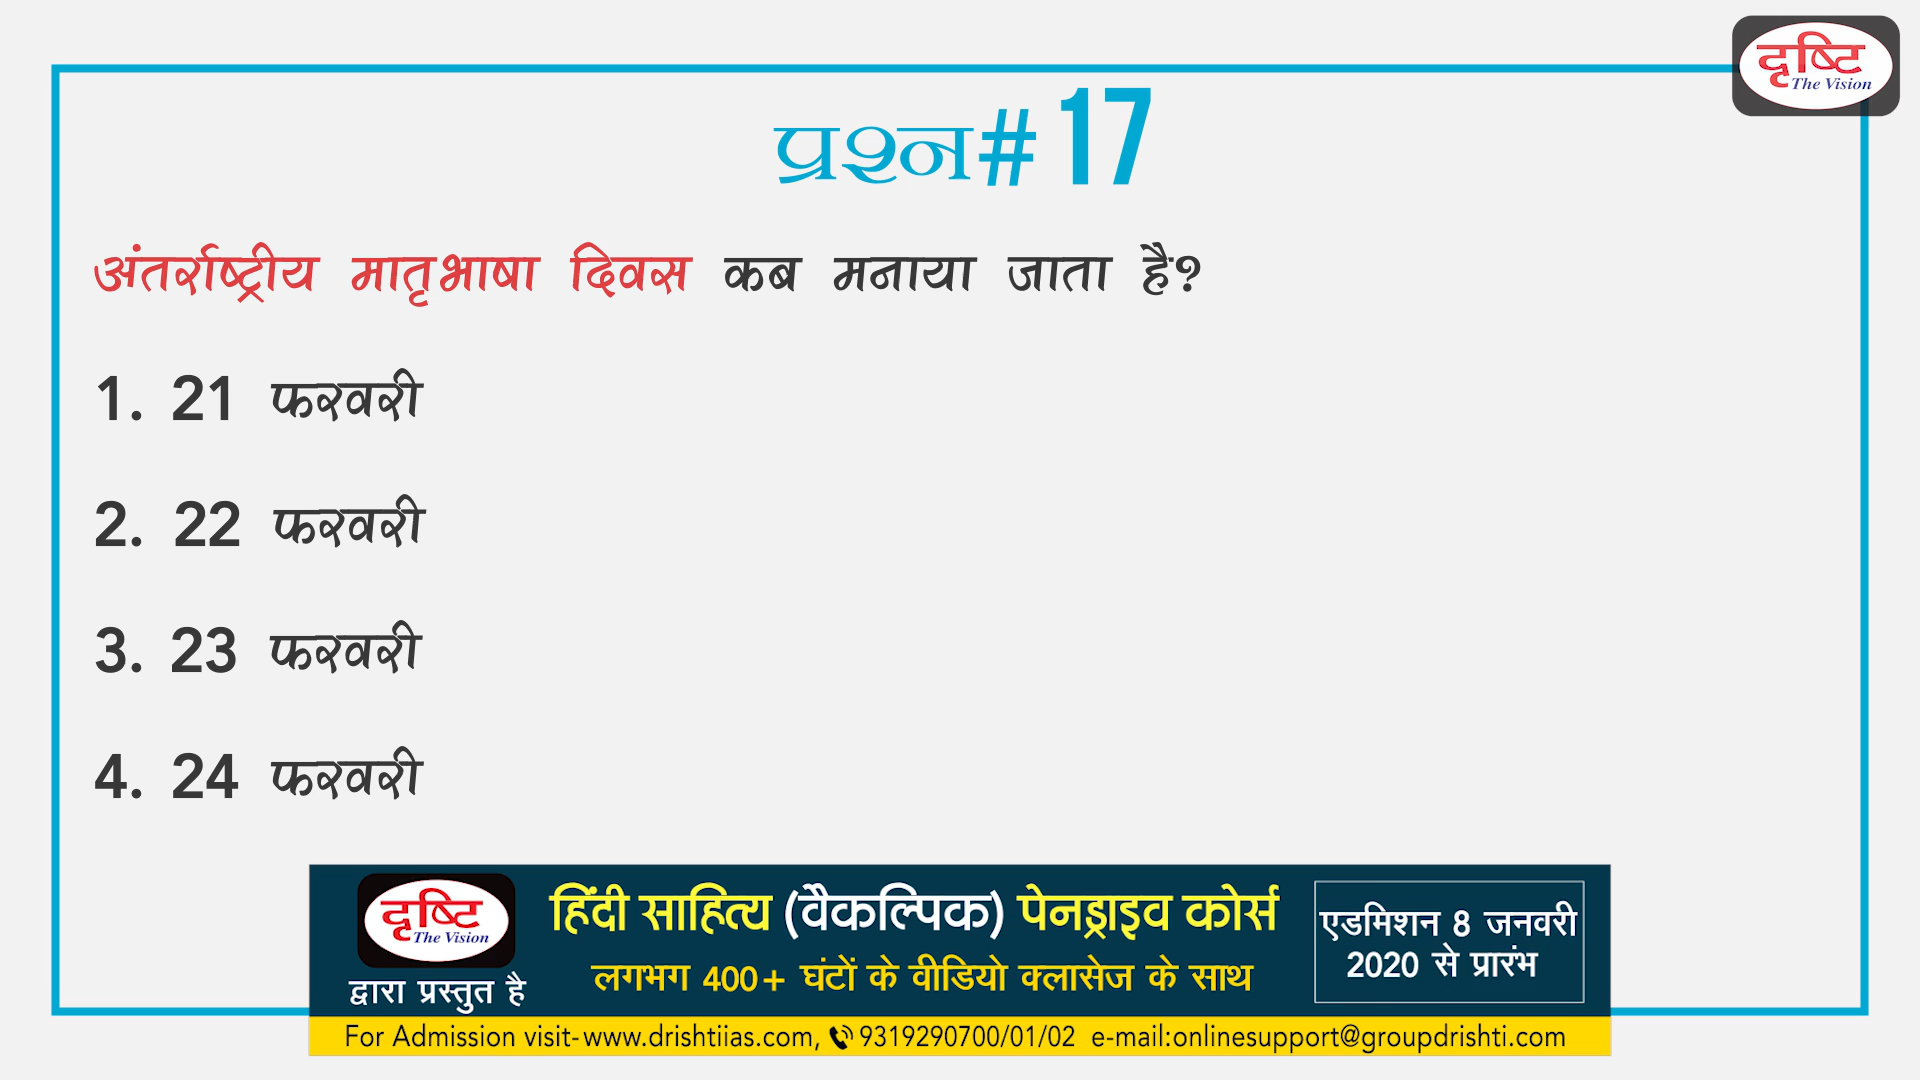 दृष्टि
The Vision
प्रश्न# 17
अंतर्राष्ट्रीय मातृभाषा दिवस कब मनाया जाता है?
1. 21 फरवरी
2. 22 फरवरी
3. 23 फरवरी
4. 24 फरवरी
दृष्टि
The Vision
द्वारा प्रस्तुत है
हिंदी साहित्य (वैकल्पिक) पेनड्राइव कोर्स
लगभग 400+ घंटों के वीडियो क्लासेज के साथ
एडमिशन 8 जनवरी
2020 से प्रारंभ
For Admission visit-www.drishtiias.com, 9319290700/01/02 e-mail:onlinesupport@groupdrishti.com